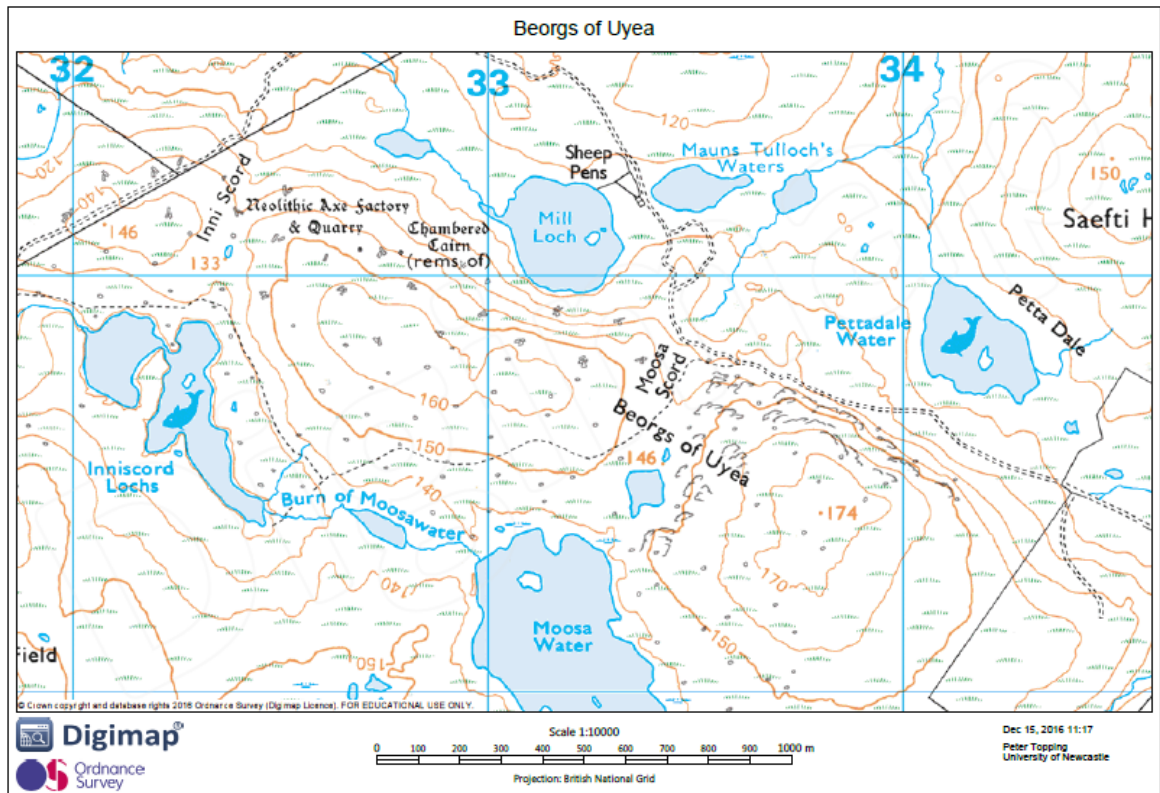 Beorgs of Uyea
32
33
34
120
Sheep
Pens
Mauns Tulloch's
Waters
150
Saefti H
120
140
146
Inni Scord
133
Neolithic Axe Factory
& Quarry
Chambered
Cairn
(rems of)
Mill
Loch
Pettadale
Water
Petta Dale
Moosa
Scord
Beorgs of Uyea
146
160
150
Inniscord
Lochs
Burn of Moosawater
140
174
170
150
140
Moosa
Water
150
Field
© Crown copyright and database rights 2016 Ordnance Survey (Digimap Licence). FOR EDUCATIONAL USE ONLY.
Digimap®
Ordnance
Survey
Scale 1:10000
0 100 200 300 400 500 600 700 800 900 1000 m
Projection: British National Grid
Dec 15, 2016 11:17
Peter Topping
University of Newcastle